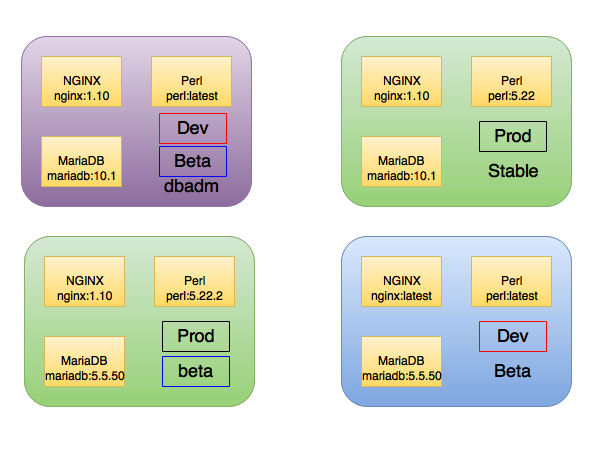 NGINX
nginx:1.10
Perl
perl:latest
Dev
Beta
dbadm
MariaDB
mariadb:10.1
NGINX
nginx:1.10
Perl
perl:5.22
Prod
Stable
MariaDB
mariadb:10.1
NGINX
nginx:1.10
Perl
perl:5.22.2
Prod
beta
MariaDB
mariadb:5.5.50
NGINX
nginx:latest
Perl
perl:latest
Dev
Beta
MariaDB
mariadb:5.5.50